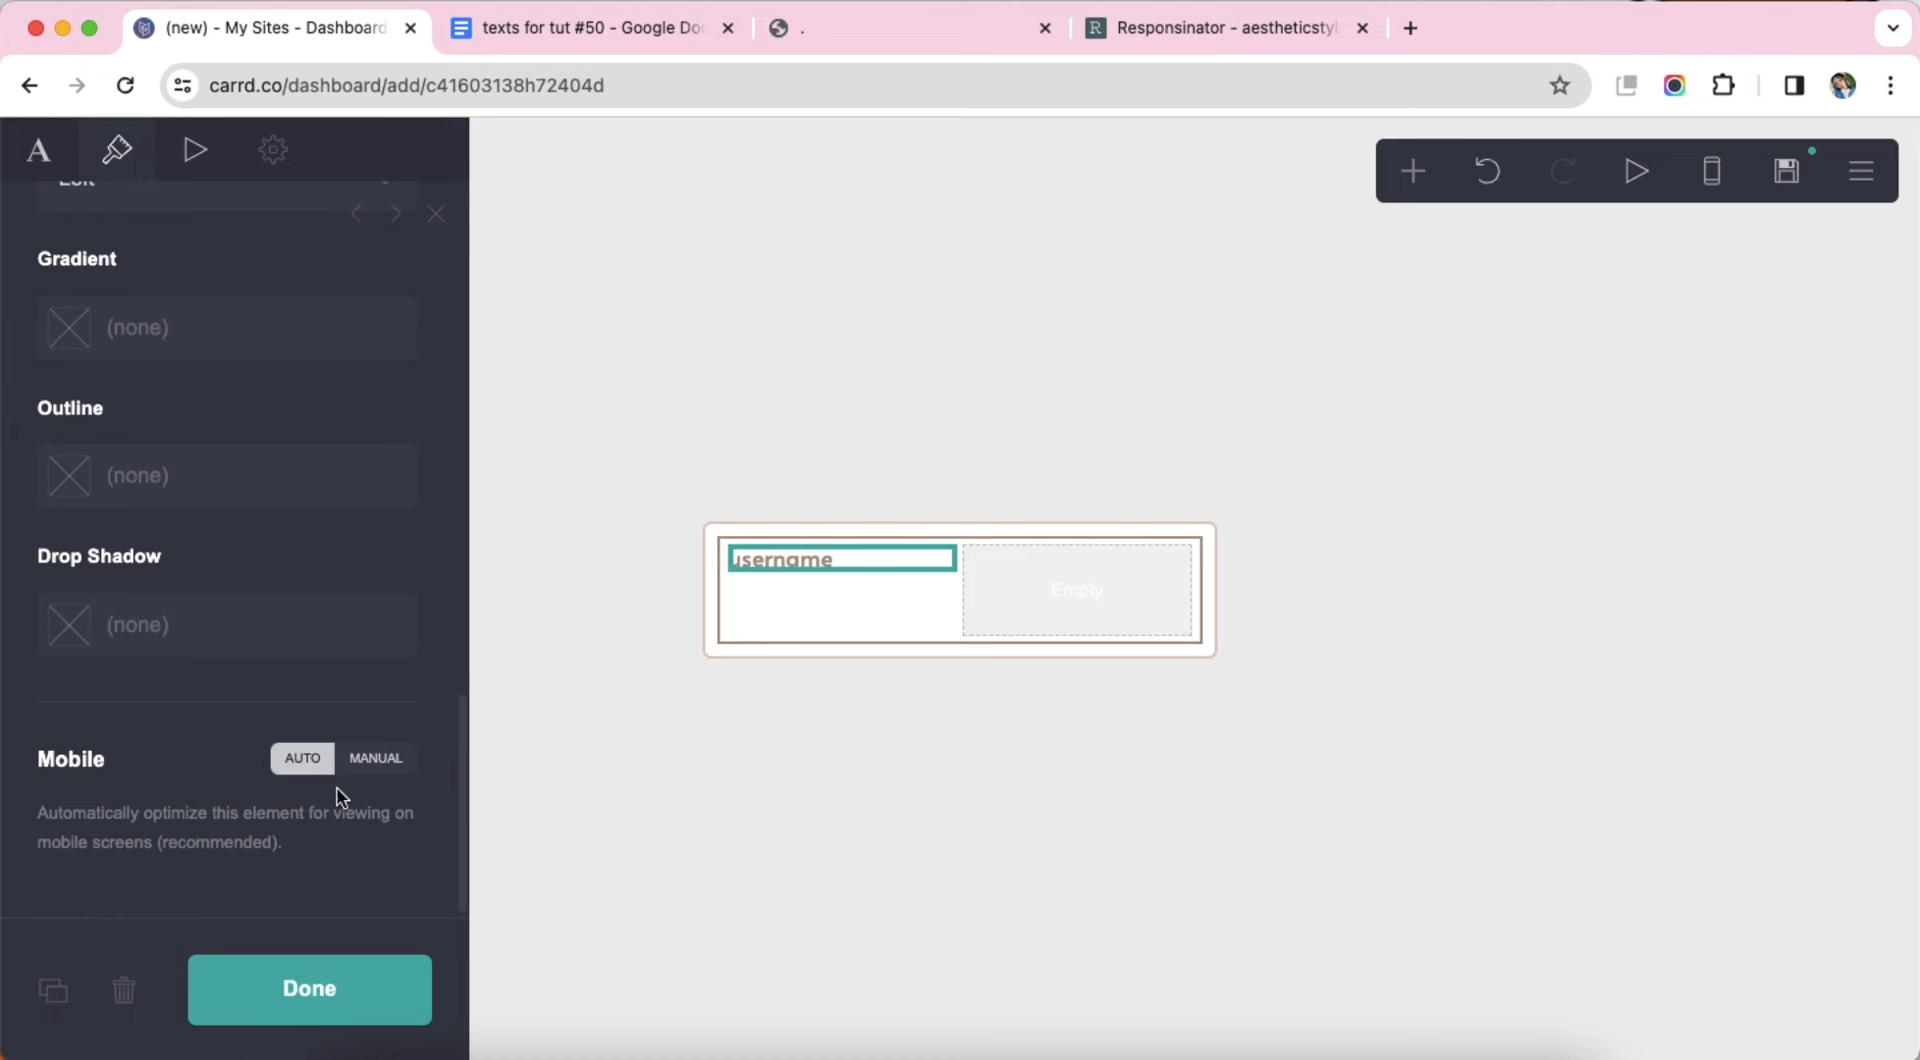 (new) - My Sites - Dashboard
texts for tut #50 - Google Do
.
Responsinator - aestheticstyl
carrd.co/dashboard/add/c41603138h72404d
A
Gradient
(none)
Outline
(none)
Drop Shadow
(none)
Mobile
AUTO
MANUAL
Automatically optimize this element for viewing on
mobile screens (recommended).
Done
username
Empty